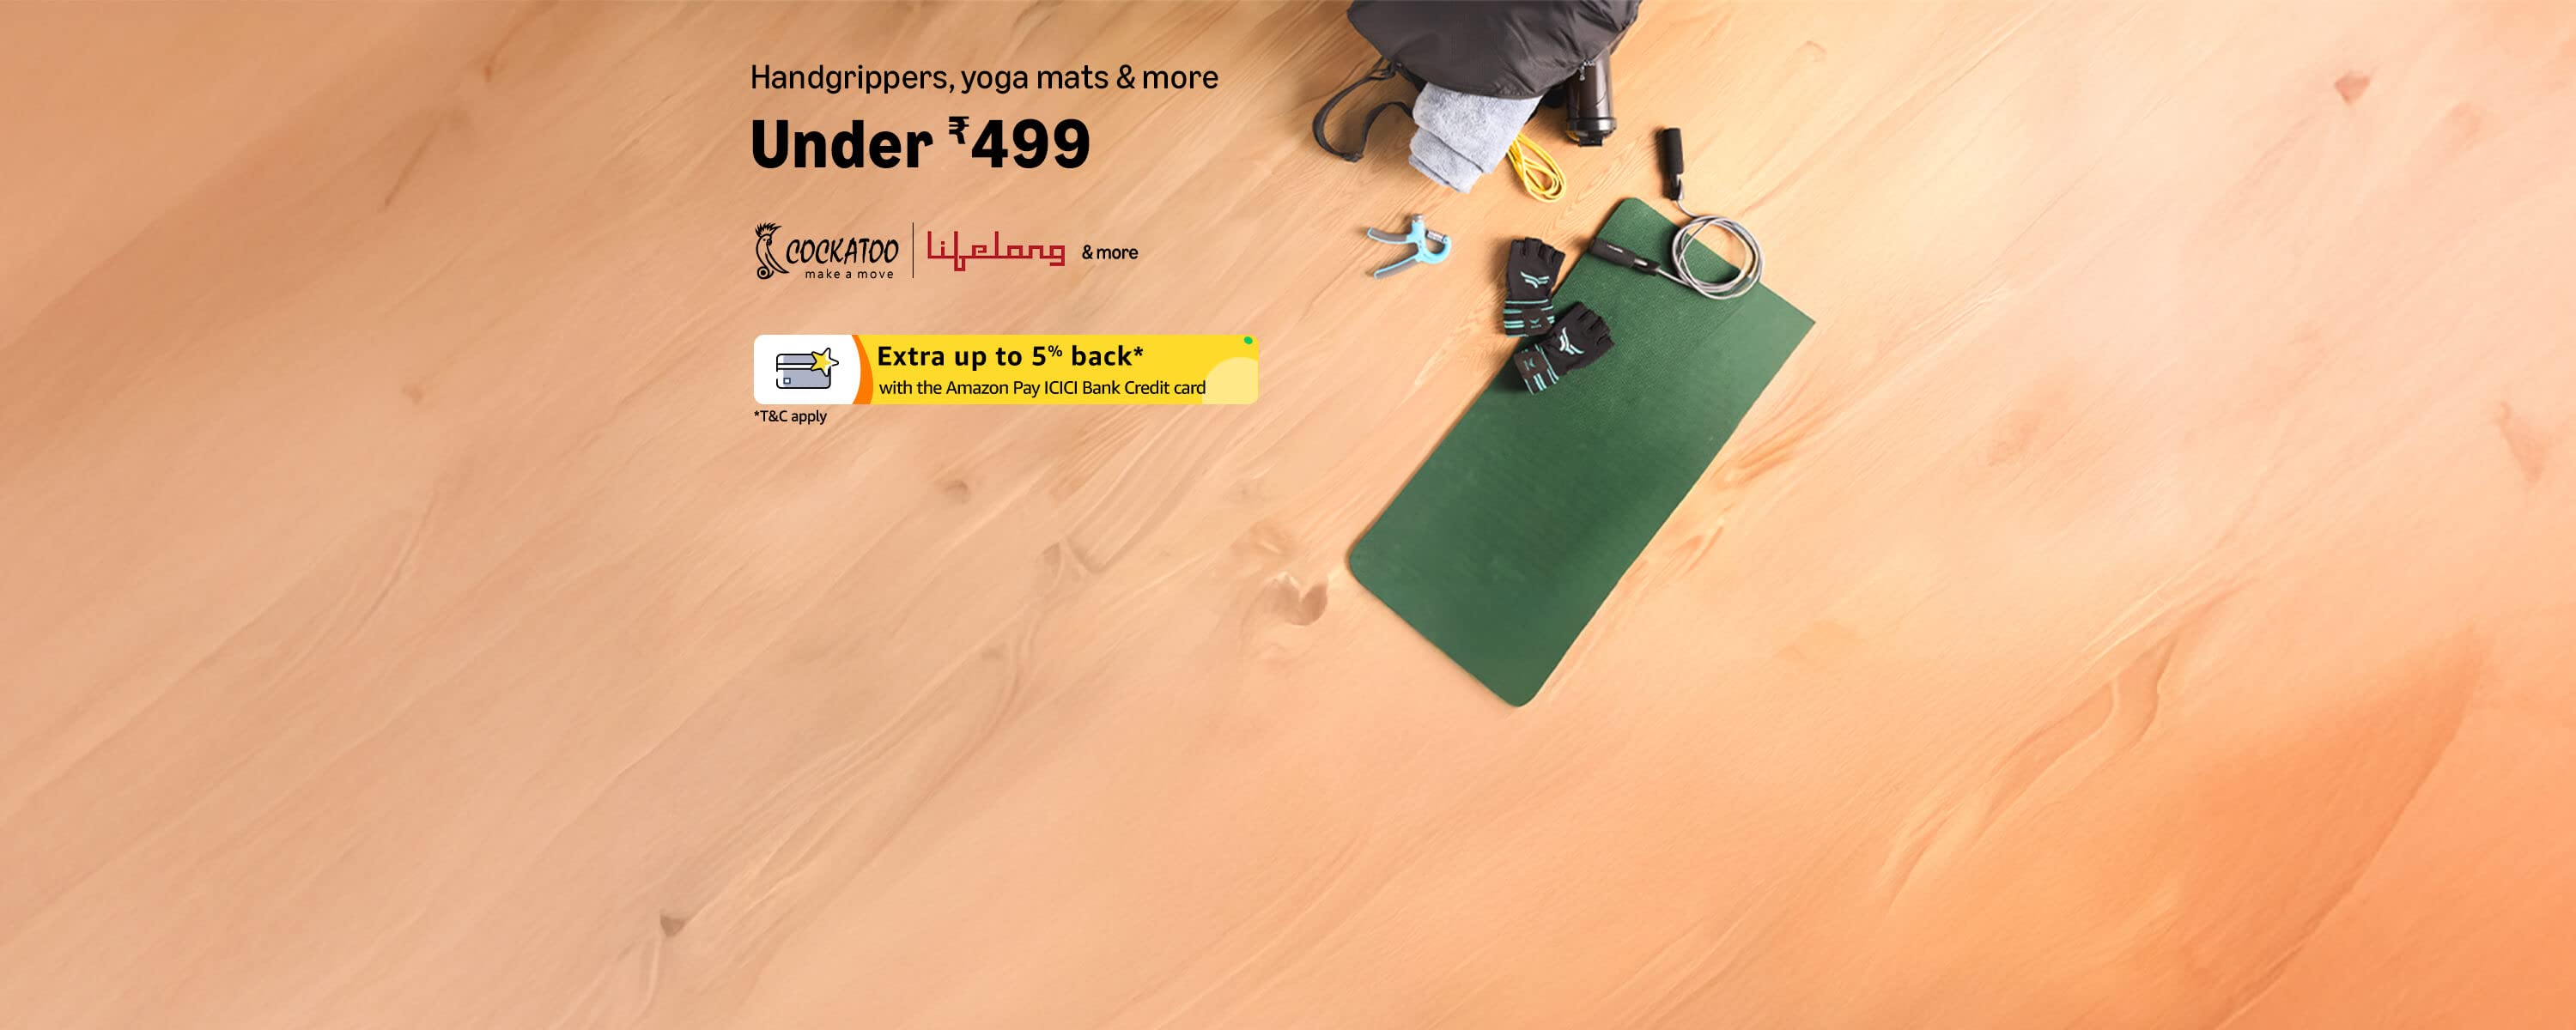 Handgrippers, yoga mats & more
Under ₹499
COCKATOO
make a move
Lifelong
& more
Extra up to 5% back*
with the Amazon Pay ICICI Bank Credit card
*T&C apply